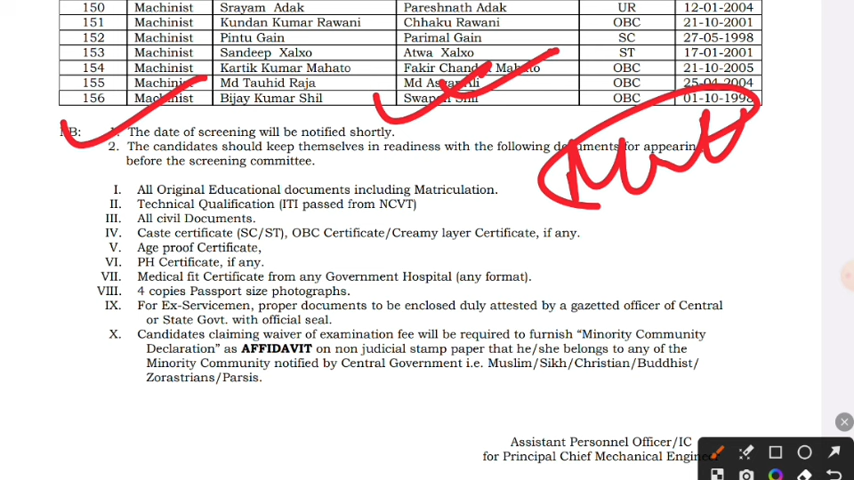 150 Machinist Srayam Adak Pareshnath Adak UR 12-01-2004
151 Machinist Kundan Kumar Rawani Chhaku Rawani OBC 21-10-2001
152 Machinist Pintu Gain Parimal Gain SC 27-05-1998
153 Machinist Sandeep Xalxo Atwa Xalxo ST 17-01-2001
154 Machinist Kartik Kumar Mahato Fakir Chandra Mahato OBC 21-10-2005
155 Machinist Md Tauhid Raja Md Ali OBC 25-04-2004
156 Machinist Bijay Kumar Shil Swapan Shil OBC 01-10-1998
NB: 1. The date of screening will be notified shortly.
2. The candidates should keep themselves in readiness with the following documents for appearing
before the screening committee.
I. All Original Educational documents including Matriculation.
II. Technical Qualification (ITI passed from NCVT)
III. All civil Documents.
IV. Caste certificate (SC/ST), OBC Certificate/Creamy layer Certificate, if any.
V. Age proof Certificate,
VI. PH Certificate, if any.
VII. Medical fit Certificate from any Government Hospital (any format).
VIII. 4 copies Passport size photographs.
IX. For Ex-Servicemen, proper documents to be enclosed duly attested by a gazetted officer of Central
or State Govt. with official seal.
X. Candidates claiming waiver of examination fee will be required to furnish “Minority Community
Declaration” as AFFIDAVIT on non judicial stamp paper that he/she belongs to any of the
Minority Community notified by Central Government i.e. Muslim/Sikh/Christian/Buddhist/
Zorastrians/Parsis.
Assistant Personnel Officer/IC
for Principal Chief Mechanical Engineer